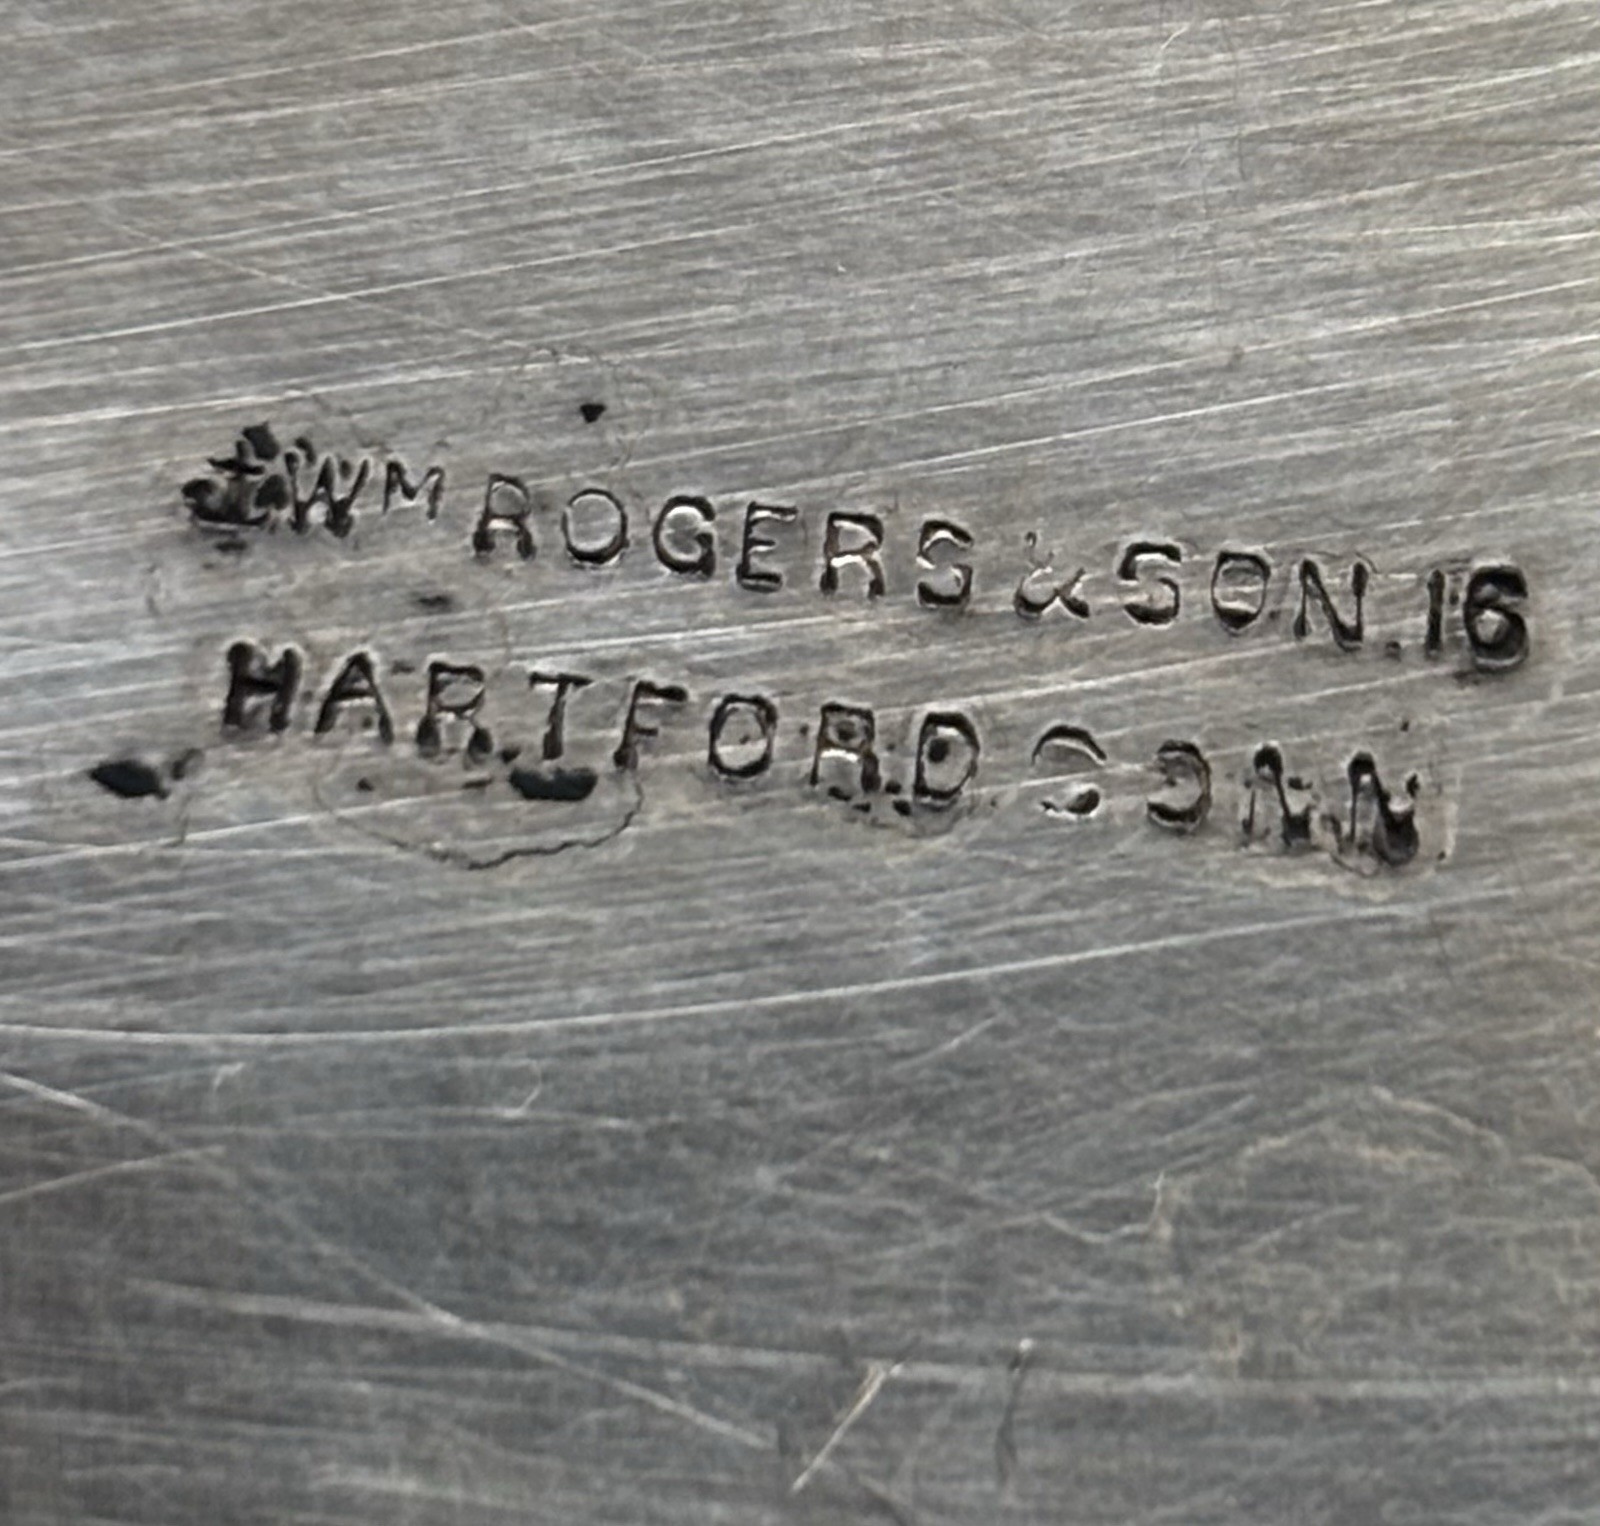 Wᴹ ROGERS & SON. 16
HARTFORD CONN.